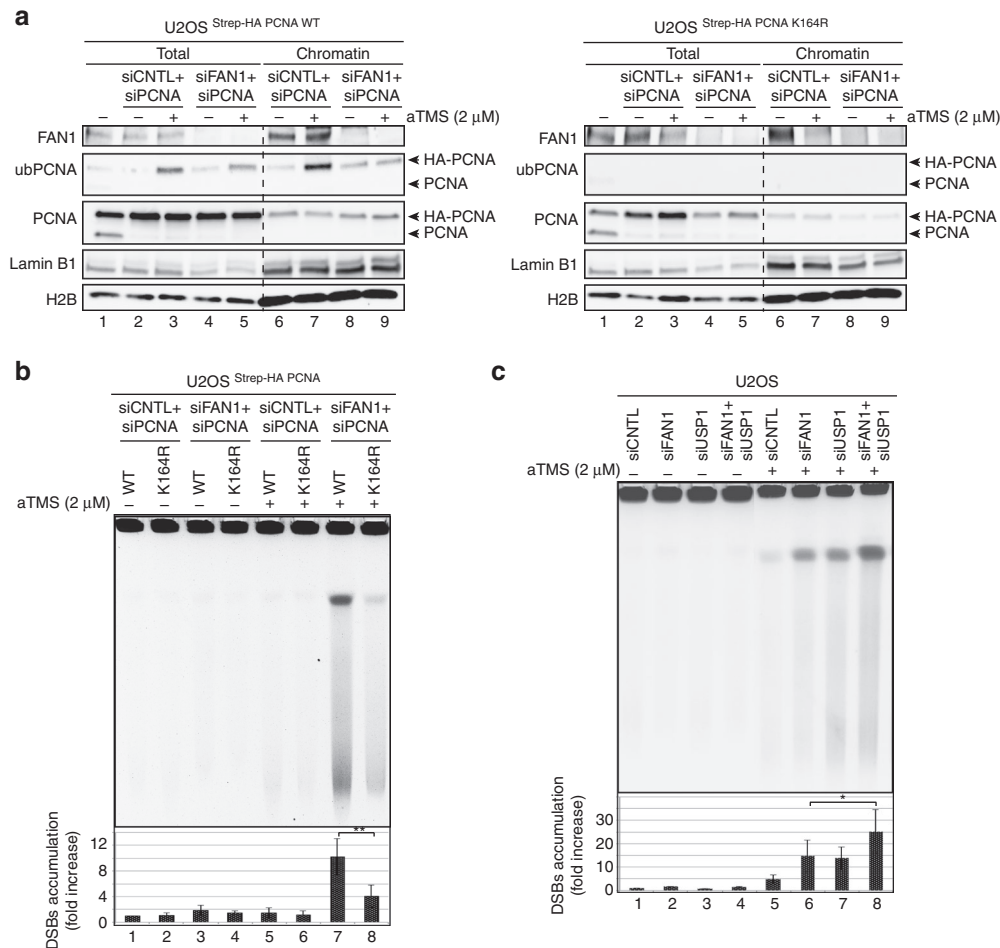 a
U2OS Strep-HA PCNA WT
Total Chromatin
siCNTL+ siPCNA siFAN1+ siPCNA siCNTL+ siPCNA siFAN1+ siPCNA
– – + – + – + – + aTMS (2 μM)
FAN1
ubPCNA
HA-PCNA
PCNA
PCNA
HA-PCNA
PCNA
Lamin B1
H2B
1 2 3 4 5 6 7 8 9
U2OS Strep-HA PCNA K164R
Total Chromatin
siCNTL+ siPCNA siFAN1+ siPCNA siCNTL+ siPCNA siFAN1+ siPCNA
– – + – + – + – + aTMS (2 μM)
FAN1
ubPCNA
HA-PCNA
PCNA
PCNA
HA-PCNA
PCNA
Lamin B1
H2B
1 2 3 4 5 6 7 8 9
b
U2OS Strep-HA PCNA
siCNTL+ siPCNA siFAN1+ siPCNA siCNTL+ siPCNA siFAN1+ siPCNA
WT K164R WT K164R WT K164R WT K164R
aTMS (2 μM) – – – – + + + +
DSBs accumulation (fold increase)
12
8
4
0
**
1 2 3 4 5 6 7 8
c
U2OS
siCNTL siFAN1 siUSP1 siFAN1+ siUSP1 siCNTL siFAN1 siUSP1 siFAN1+ siUSP1
aTMS (2 μM) – – – – + + + +
DSBs accumulation (fold increase)
30
20
10
0
*
1 2 3 4 5 6 7 8